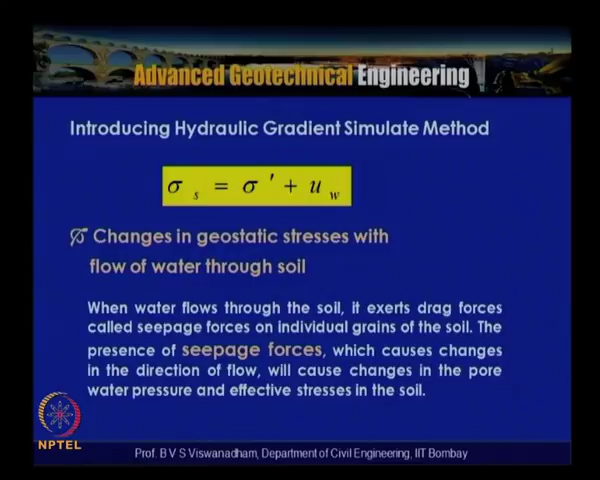 Advanced Geotechnical Engineering
Introducing Hydraulic Gradient Simulate Method
σ s = σ ′ + u w
Changes in geostatic stresses with
flow of water through soil
When water flows through the soil, it exerts drag forces
called seepage forces on individual grains of the soil. The
presence of seepage forces, which causes changes
in the direction of flow, will cause changes in the pore
water pressure and effective stresses in the soil.
NPTEL
Prof. B V S Viswanadham, Department of Civil Engineering, IIT Bombay